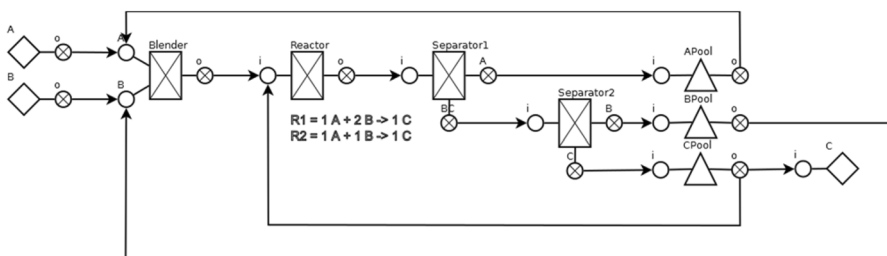 A
o
A
Blender
o
i
Reactor
o
i
Separator1
A
i
APool
o
B
o
B
R1 = 1 A + 2 B -> 1 C
R2 = 1 A + 1 B -> 1 C
BC
i
Separator2
B
i
BPool
o
C
i
CPool
o
i
C